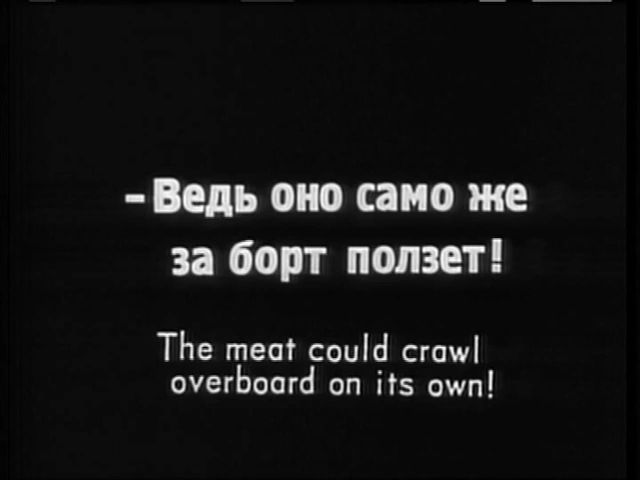 -Ведь оно само же
за борт ползет!
The meat could crawl
overboard on its own!